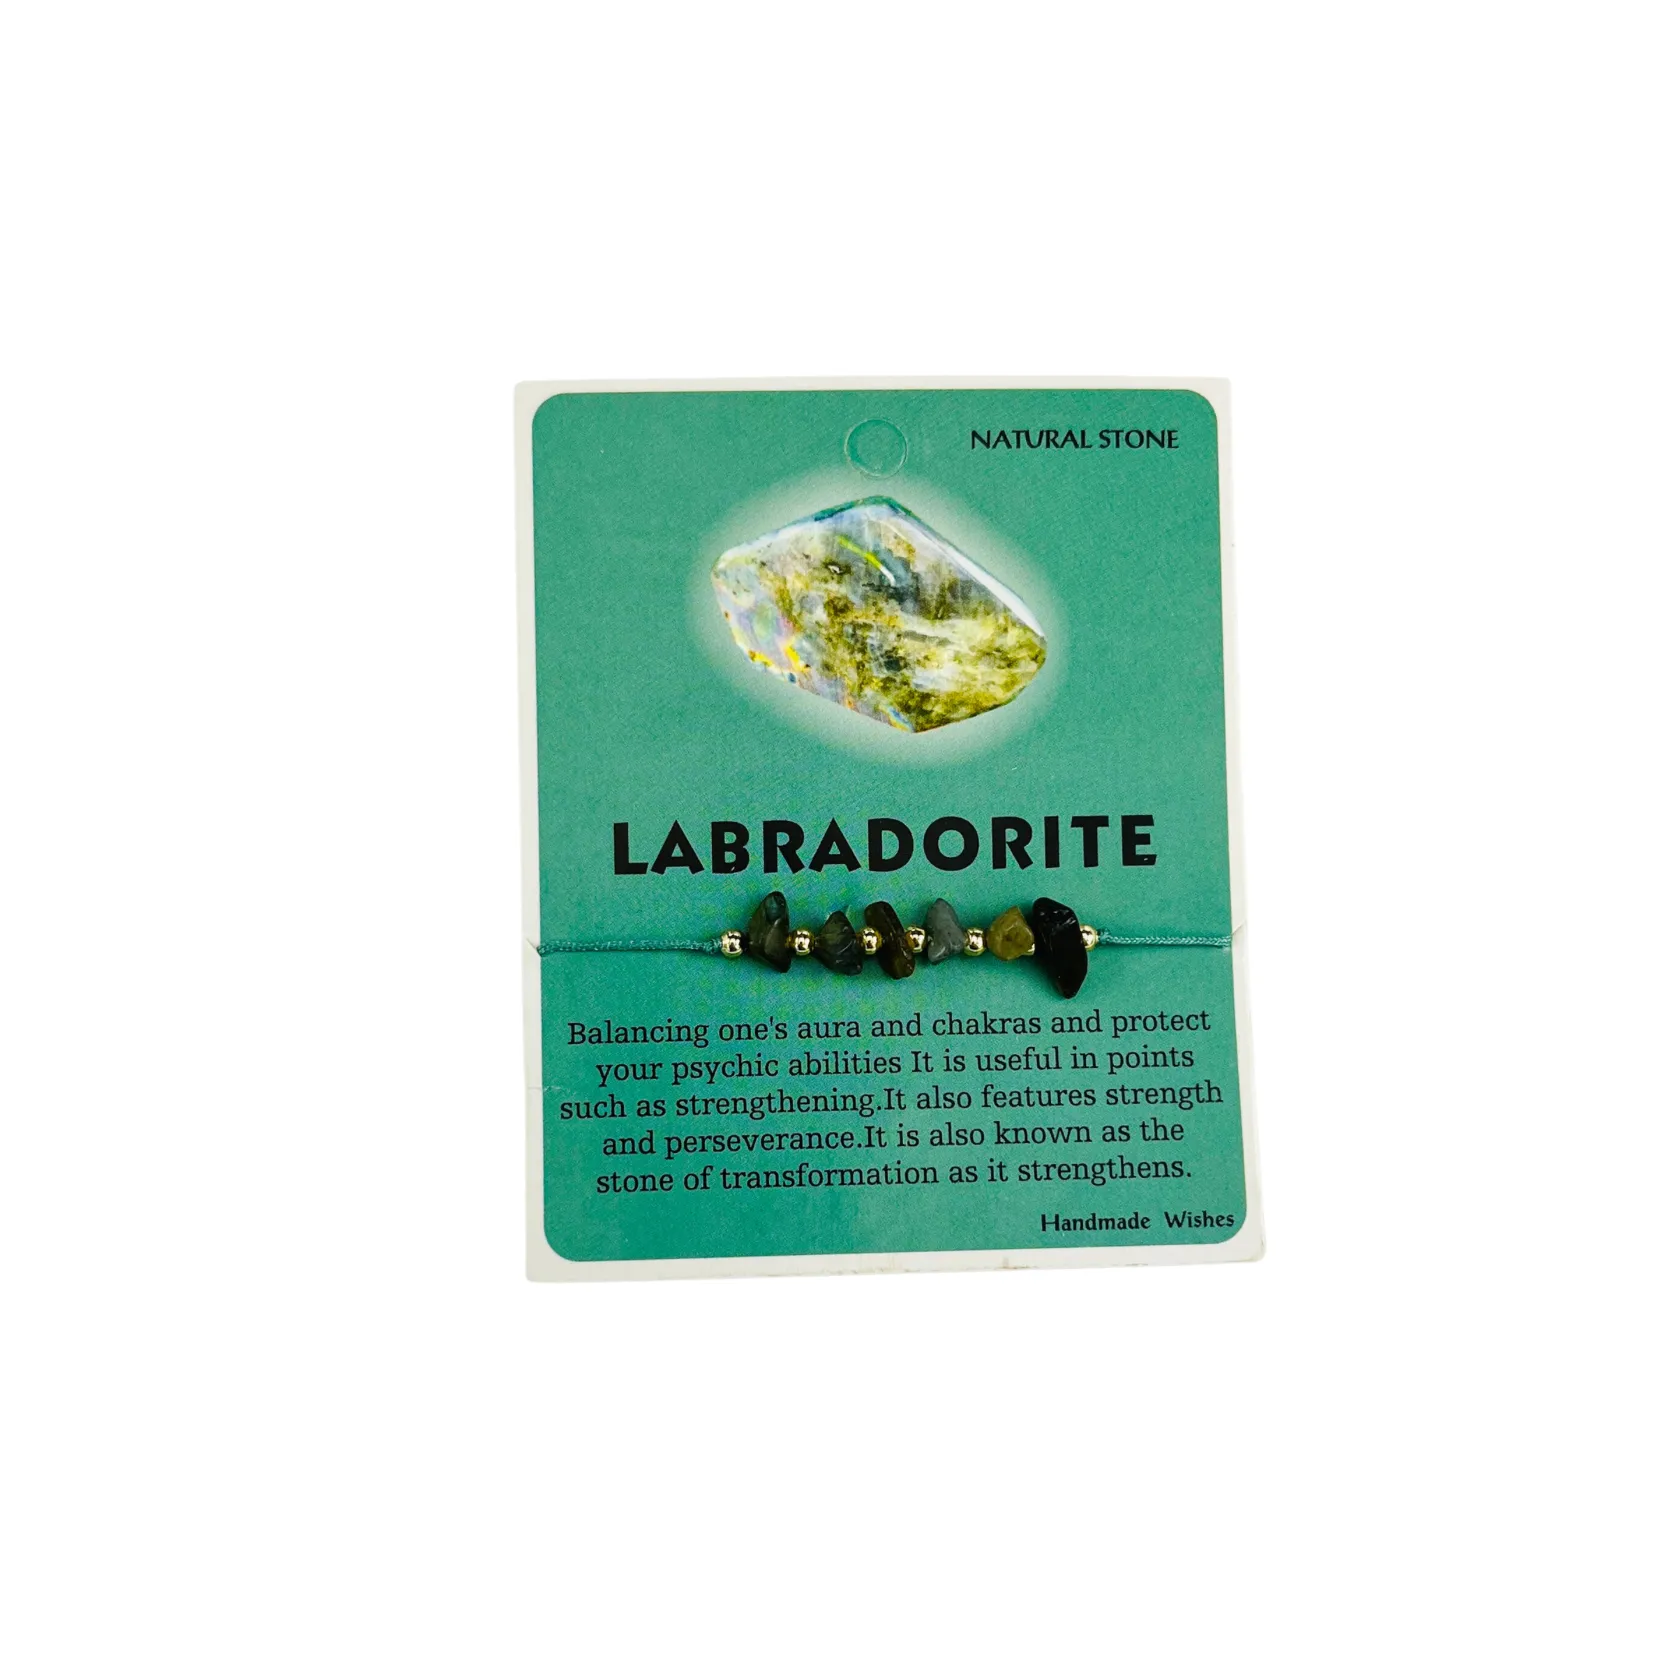 NATURAL STONE
LABRADORITE
Balancing one's aura and chakras and protect
your psychic abilities It is useful in points
such as strengthening.It also features strength
and perseverance.It is also known as the
stone of transformation as it strengthens.
Handmade Wishes